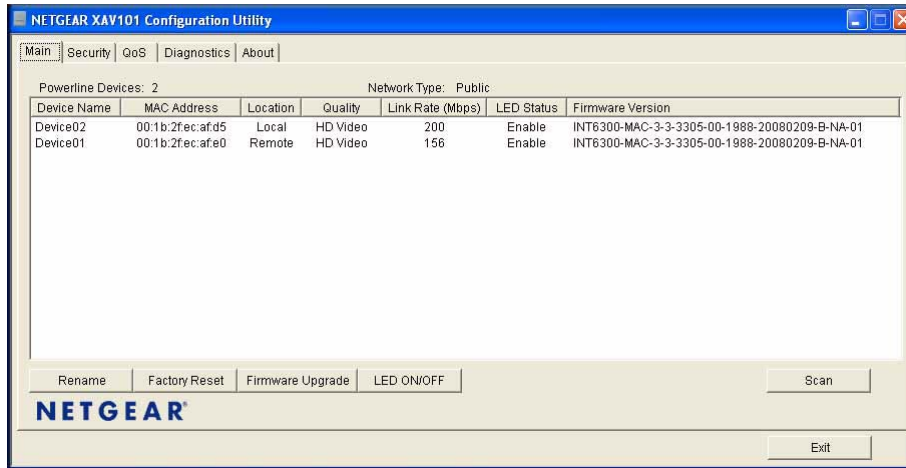 NETGEAR XAV101 Configuration Utility
Main Security QoS Diagnostics About
Powerline Devices: 2 Network Type: Public
Device Name MAC Address Location Quality Link Rate (Mbps) LED Status Firmware Version
Device02 00:1b:2f:ec:af:d5 Local HD Video 200 Enable INT6300-MAC-3-3-3305-00-1988-20080209-B-NA-01
Device01 00:1b:2f:ec:af:e0 Remote HD Video 156 Enable INT6300-MAC-3-3-3305-00-1988-20080209-B-NA-01
Rename Factory Reset Firmware Upgrade LED ON/OFF Scan
NETGEAR®
Exit